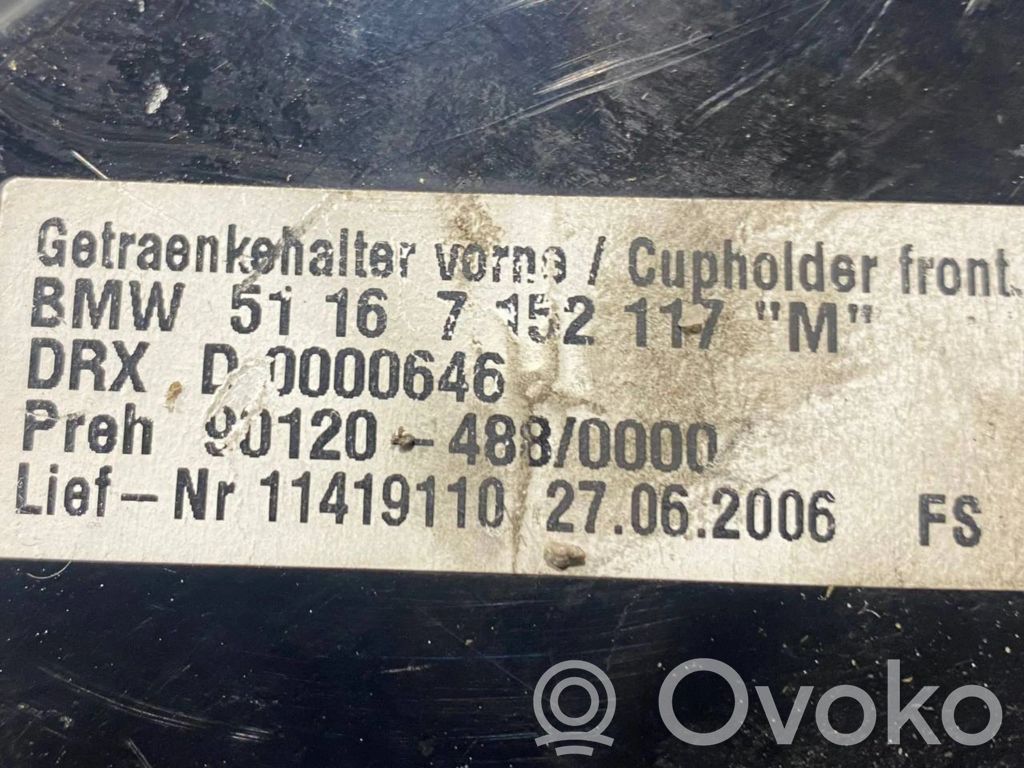 Getraenkehalter vorne / Cupholder front.
BMW 51 16 7 152 117 "M"
DRX D 0000646
Preh 90120-488/0000
Lief-Nr 11419110 27.06.2006 FS
Ovoko